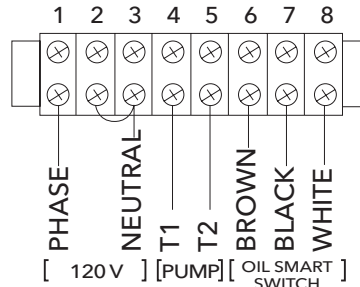 1 2 3 4 5 6 7 8
PHASE
NEUTRAL
T1
T2
BROWN
BLACK
WHITE
[ 120 V ] [PUMP] [ OIL SMART SWITCH ]